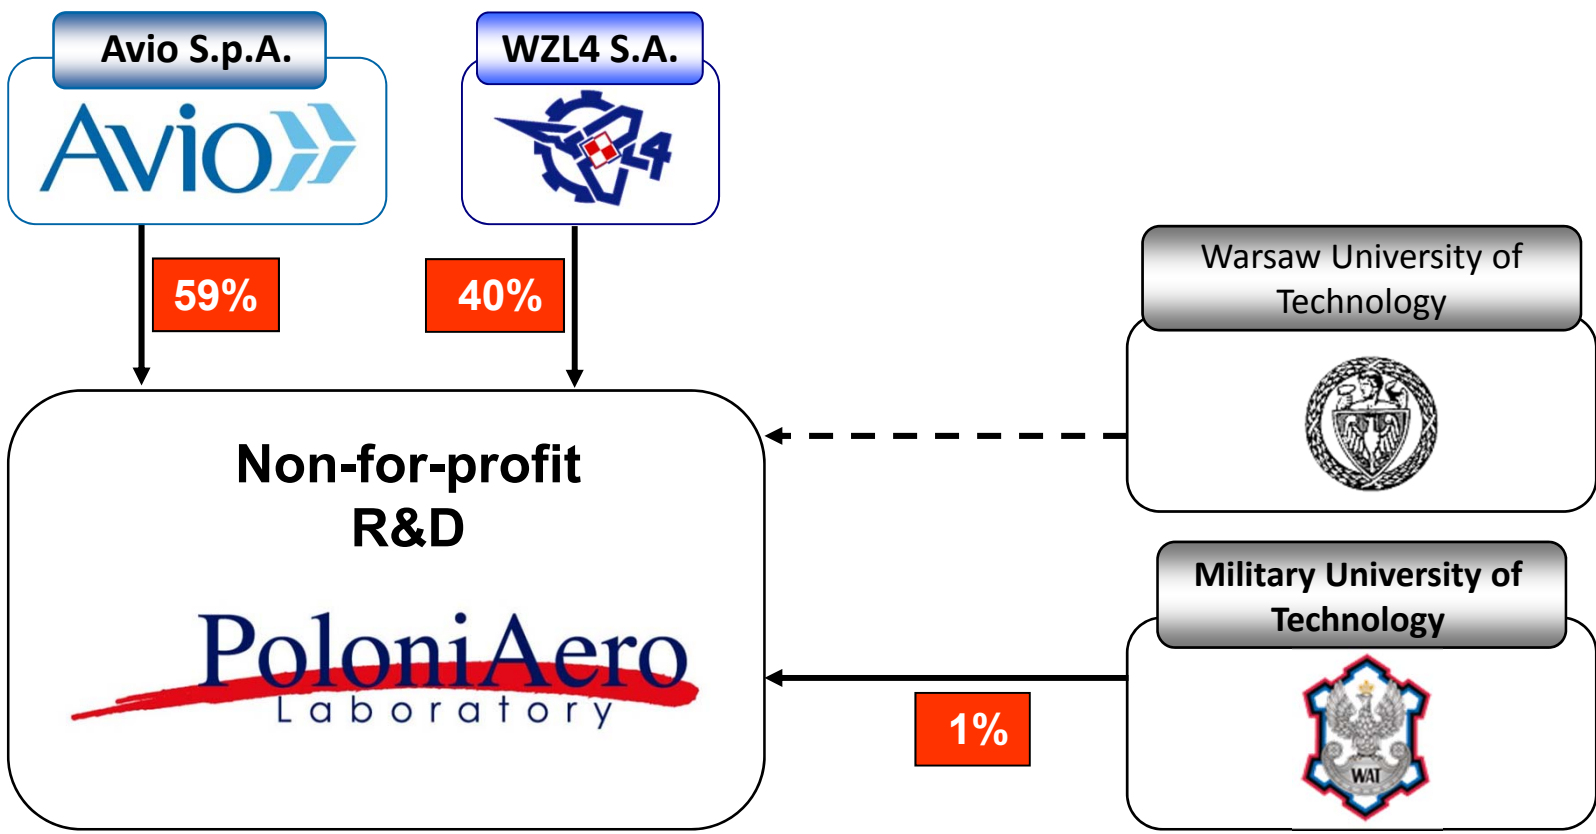 Avio S.p.A.
Avio
59%
WZL4 S.A.
L4
40%
Warsaw University of
Technology
Non-for-profit
R&D
PoloniAero
Laboratory
Military University of
Technology
WAT
1%